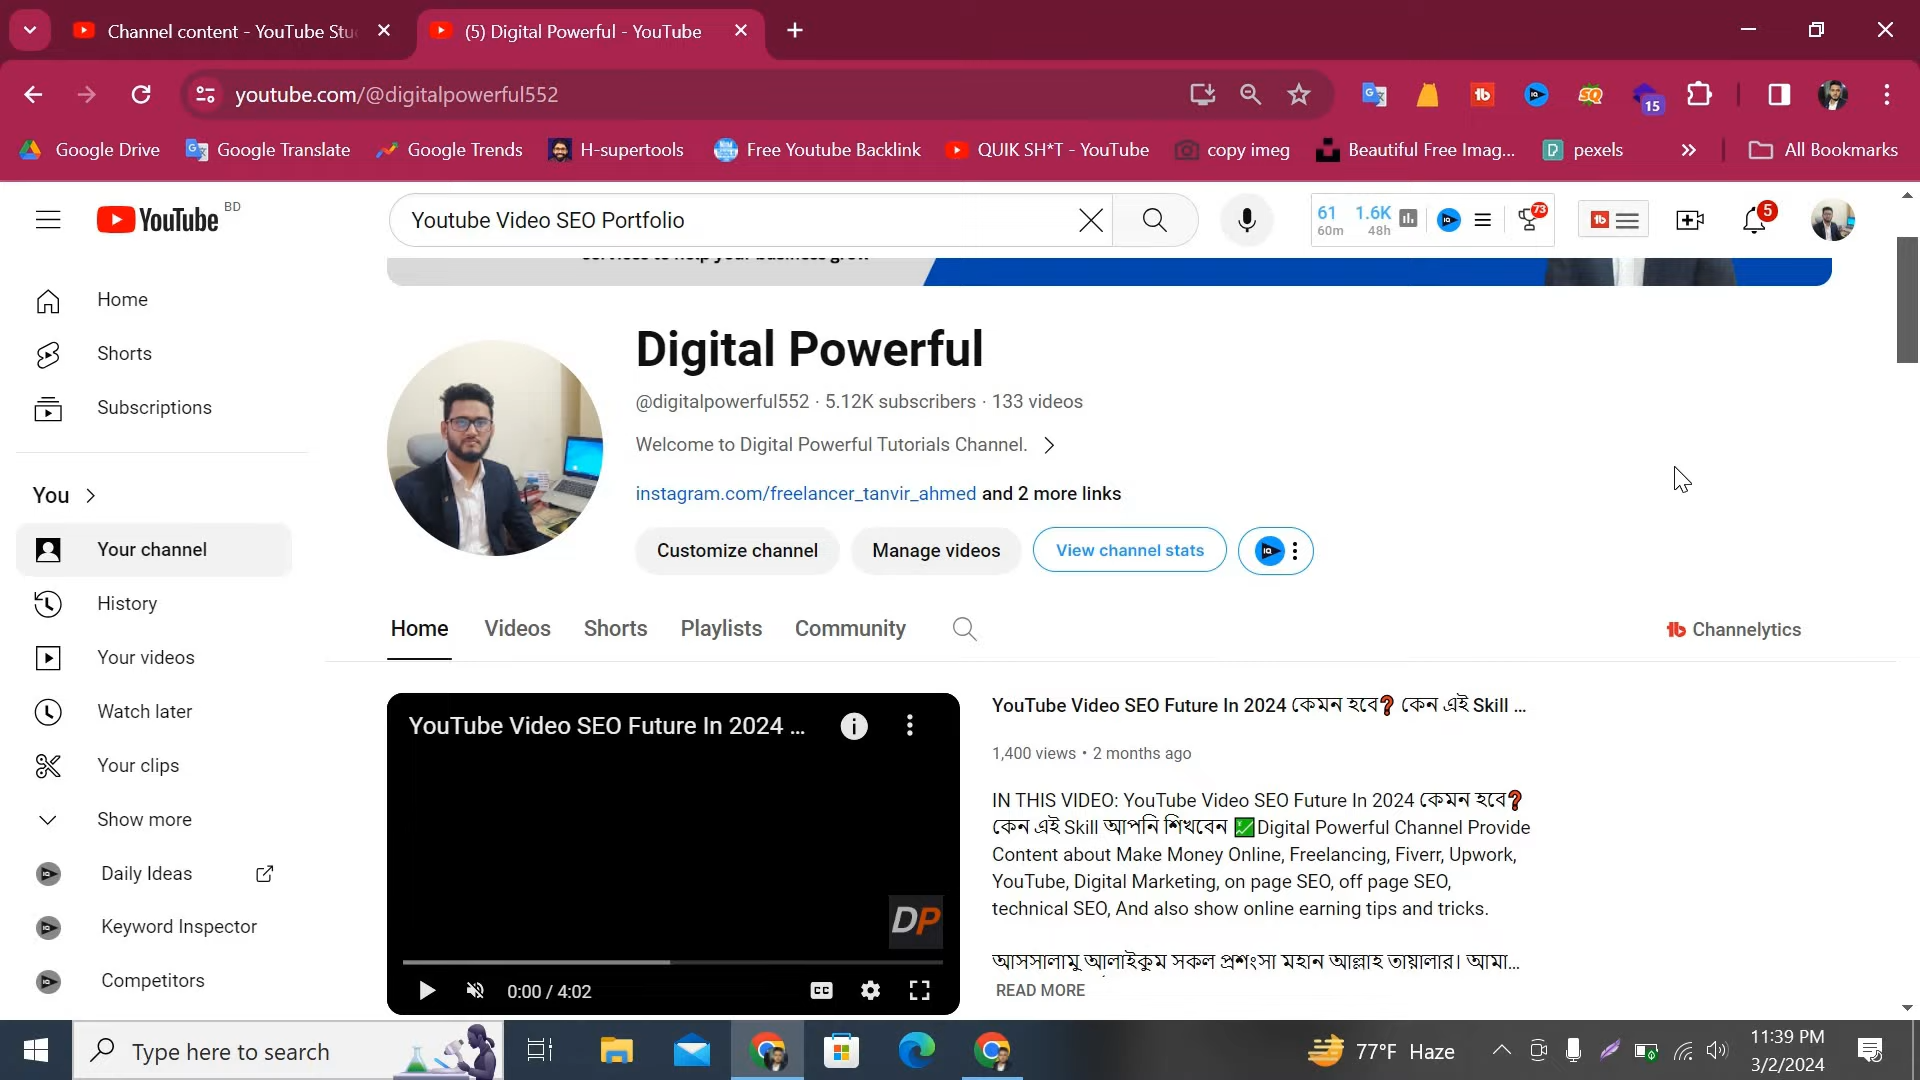 Channel content - YouTube Stu
(5) Digital Powerful - YouTube
youtube.com/@digitalpowerful552
15
Google Drive
Google Translate
Google Trends
H-supertools
Free Youtube Backlink
QUIK SH*T - YouTube
copy imeg
Beautiful Free Imag...
pexels
All Bookmarks
YouTube BD
Youtube Video SEO Portfolio
61 1.6K
60m 48h
73
5
services to help your business grow
Home
Shorts
Subscriptions
You
Your channel
History
Your videos
Watch later
Your clips
Show more
Daily Ideas
Keyword Inspector
Competitors
Digital Powerful
@digitalpowerful552 · 5.12K subscribers · 133 videos
Welcome to Digital Powerful Tutorials Channel.
instagram.com/freelancer_tanvir_ahmed and 2 more links
Customize channel
Manage videos
View channel stats
Home
Videos
Shorts
Playlists
Community
Channelytics
YouTube Video SEO Future In 2024 ...
DP
0:00 / 4:02
YouTube Video SEO Future In 2024 কেমন হবে❓ কেন এই Skill ...
1,400 views • 2 months ago
IN THIS VIDEO: YouTube Video SEO Future In 2024 কেমন হবে❓
কেন এই Skill আপনি শিখবেন 💹Digital Powerful Channel Provide
Content about Make Money Online, Freelancing, Fiverr, Upwork,
YouTube, Digital Marketing, on page SEO, off page SEO,
technical SEO, And also show online earning tips and tricks.
আসসালামু আলাইকুম সকল প্রশংসা মহান আল্লাহ তায়ালার। আমা...
READ MORE
Type here to search
77°F Haze
11:39 PM
3/2/2024